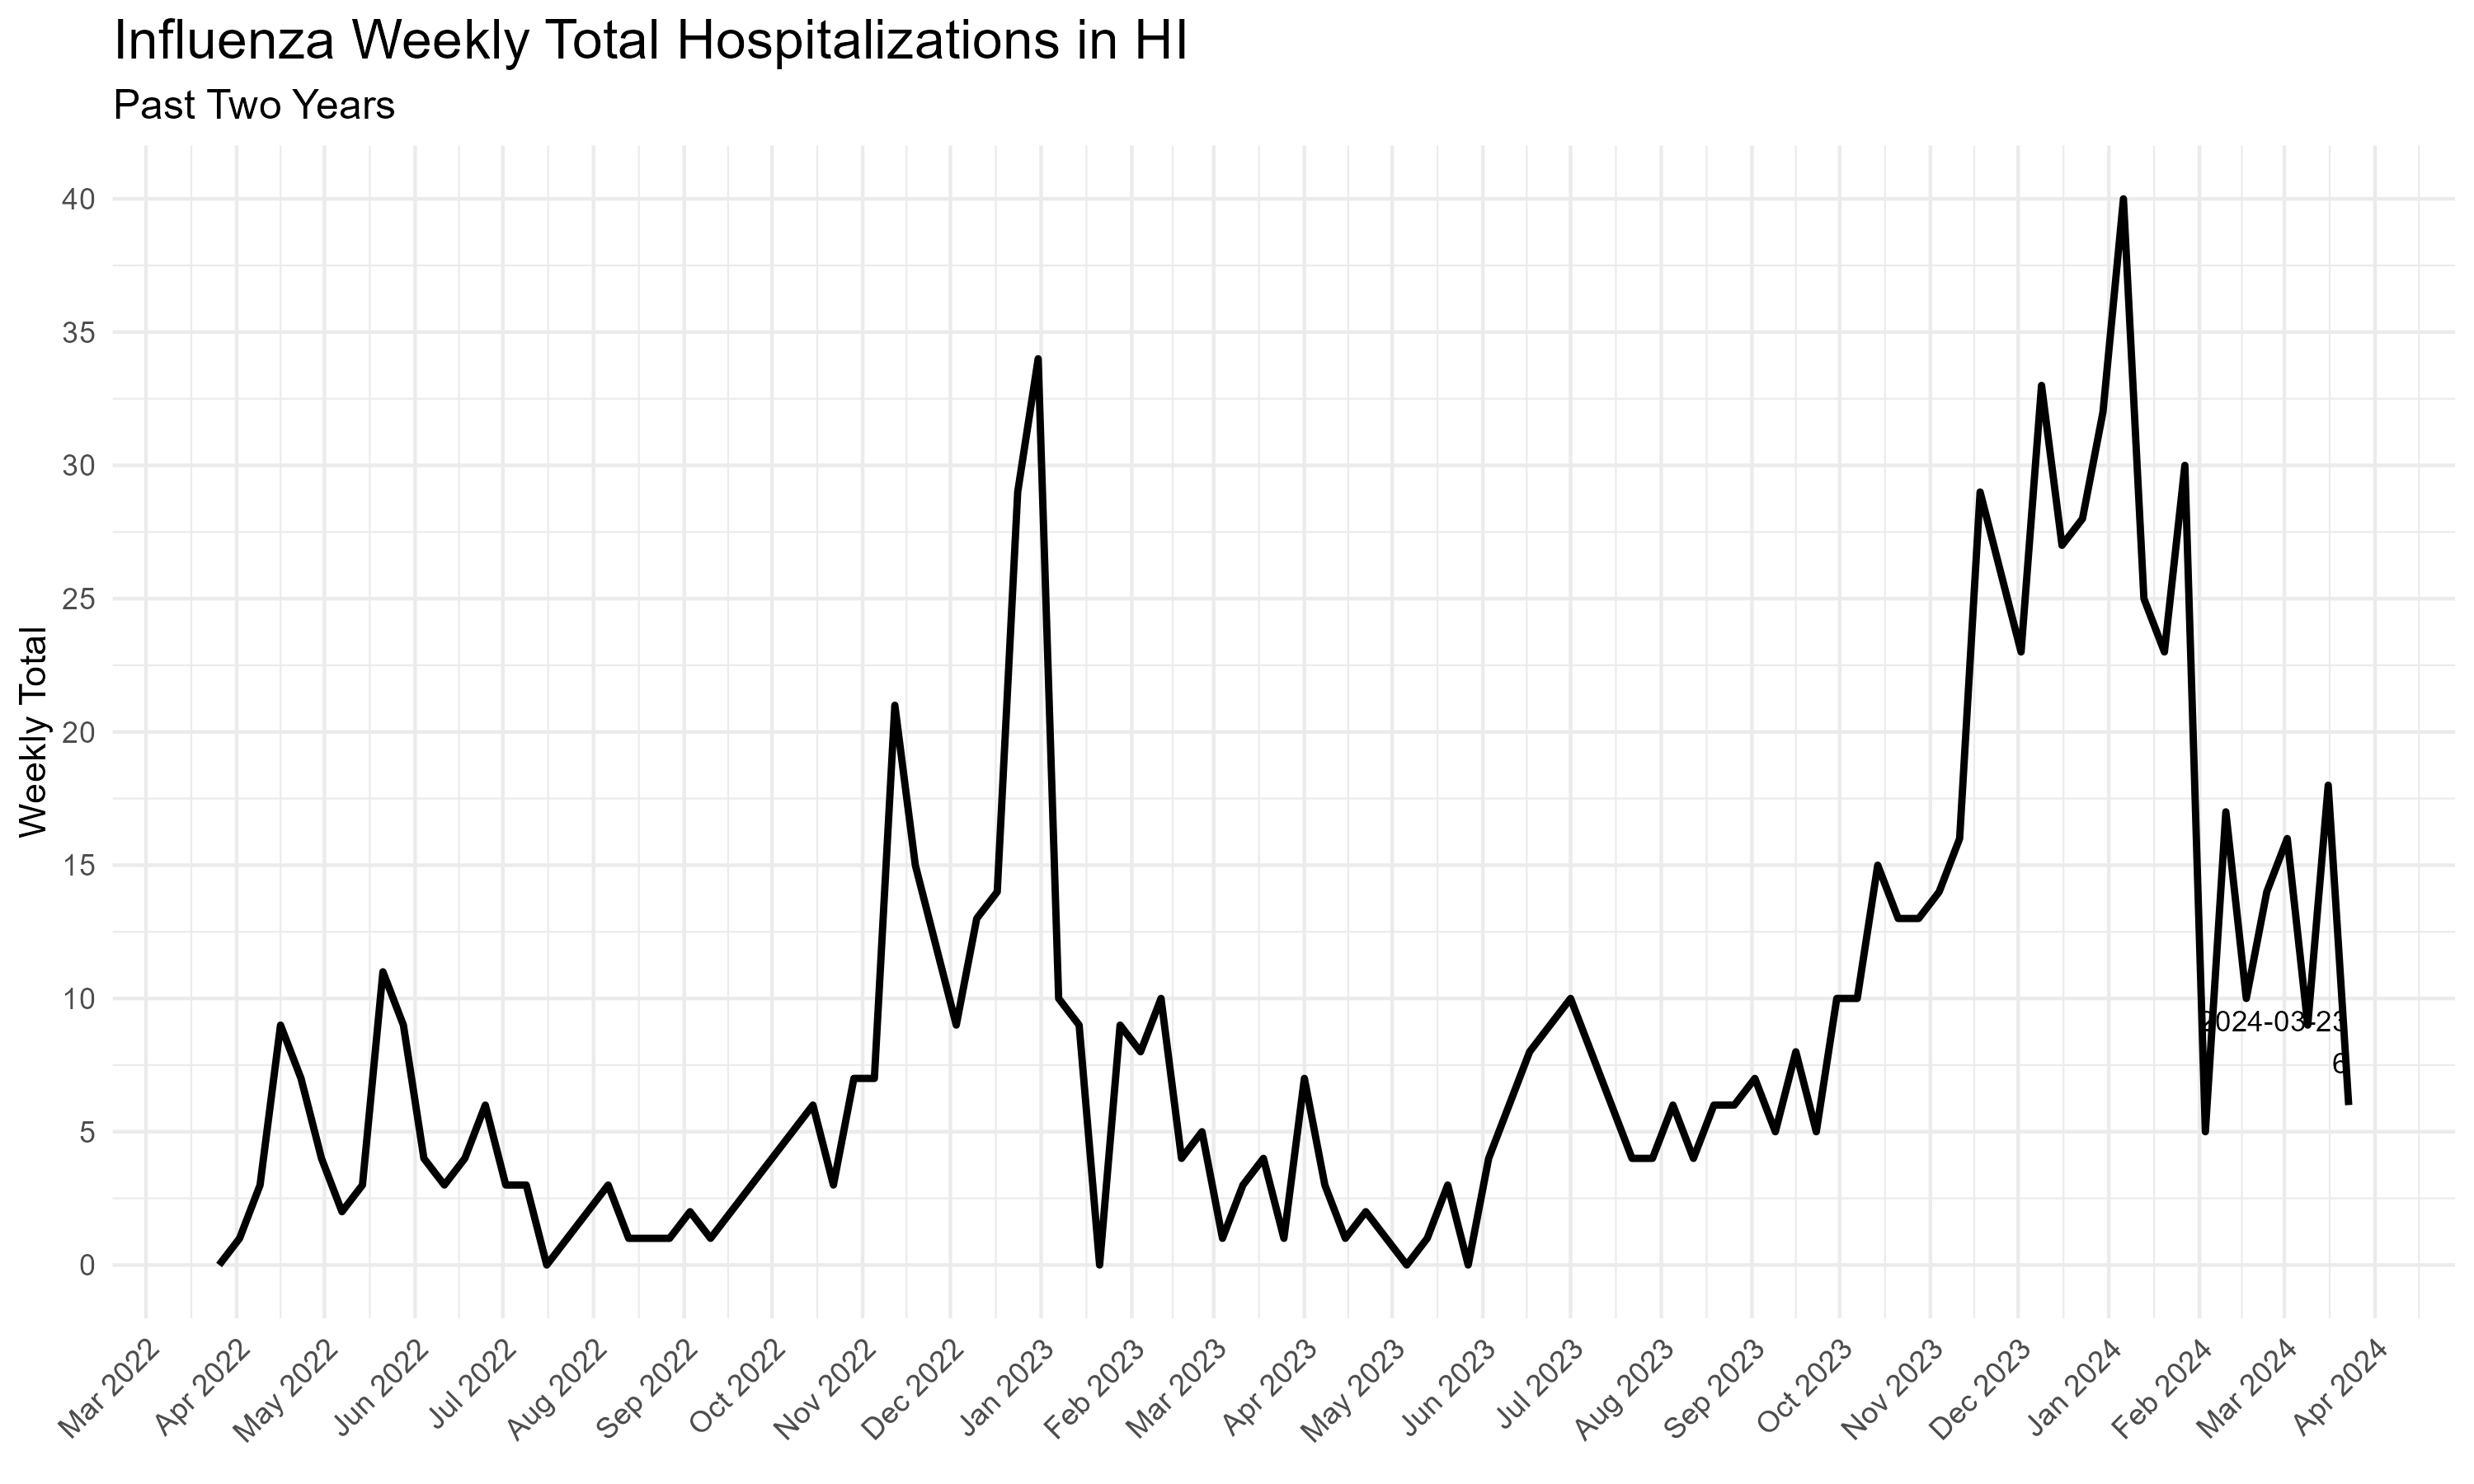 Influenza Weekly Total Hospitalizations in HI
Past Two Years
Weekly Total
40
35
30
25
20
15
10
5
0
2024-03-23
6
Mar 2022
Apr 2022
May 2022
Jun 2022
Jul 2022
Aug 2022
Sep 2022
Oct 2022
Nov 2022
Dec 2022
Jan 2023
Feb 2023
Mar 2023
Apr 2023
May 2023
Jun 2023
Jul 2023
Aug 2023
Sep 2023
Oct 2023
Nov 2023
Dec 2023
Jan 2024
Feb 2024
Mar 2024
Apr 2024